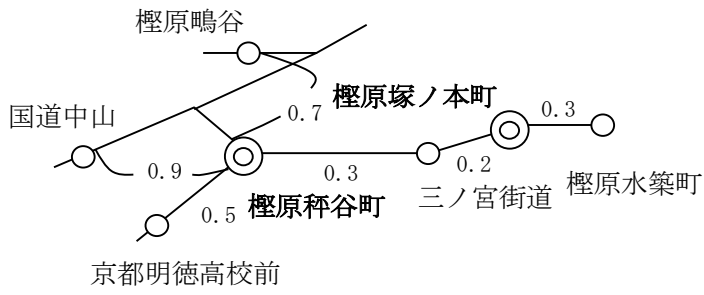 樫原鴫谷
樫原塚ノ本町
0.7
0.3
国道中山
0.9
0.3
0.2
三ノ宮街道
樫原水築町
樫原秤谷町
0.5
京都明徳高校前